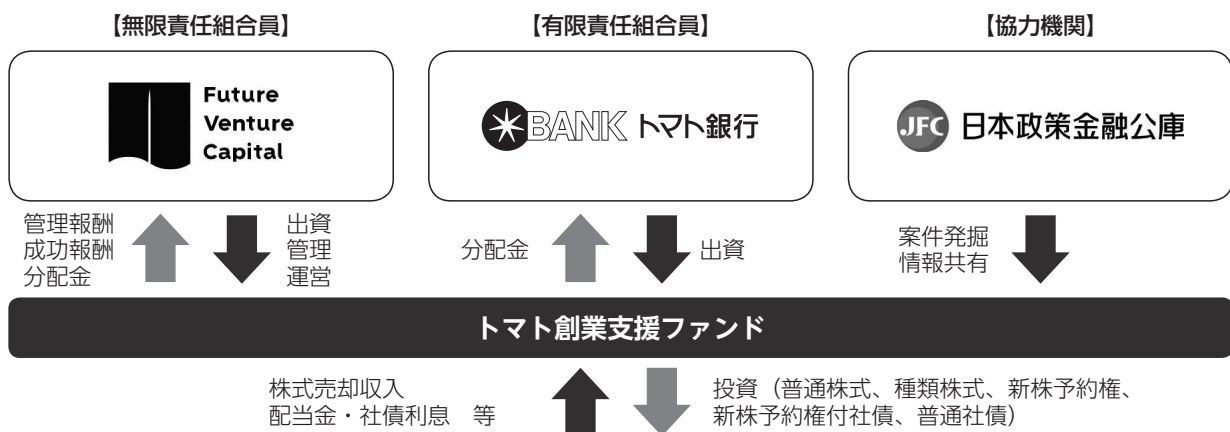 【無限責任組合員】
【有限責任組合員】
【協力機関】
Future
Venture
Capital
BANK トマト銀行
JFC 日本政策金融公庫
管理報酬
成功報酬
分配金
出資
管理
運営
分配金
出資
案件発掘
情報共有
トマト創業支援ファンド
株式売却収入
配当金・社債利息 等
投資（普通株式、種類株式、新株予約権、
新株予約権付社債、普通社債）